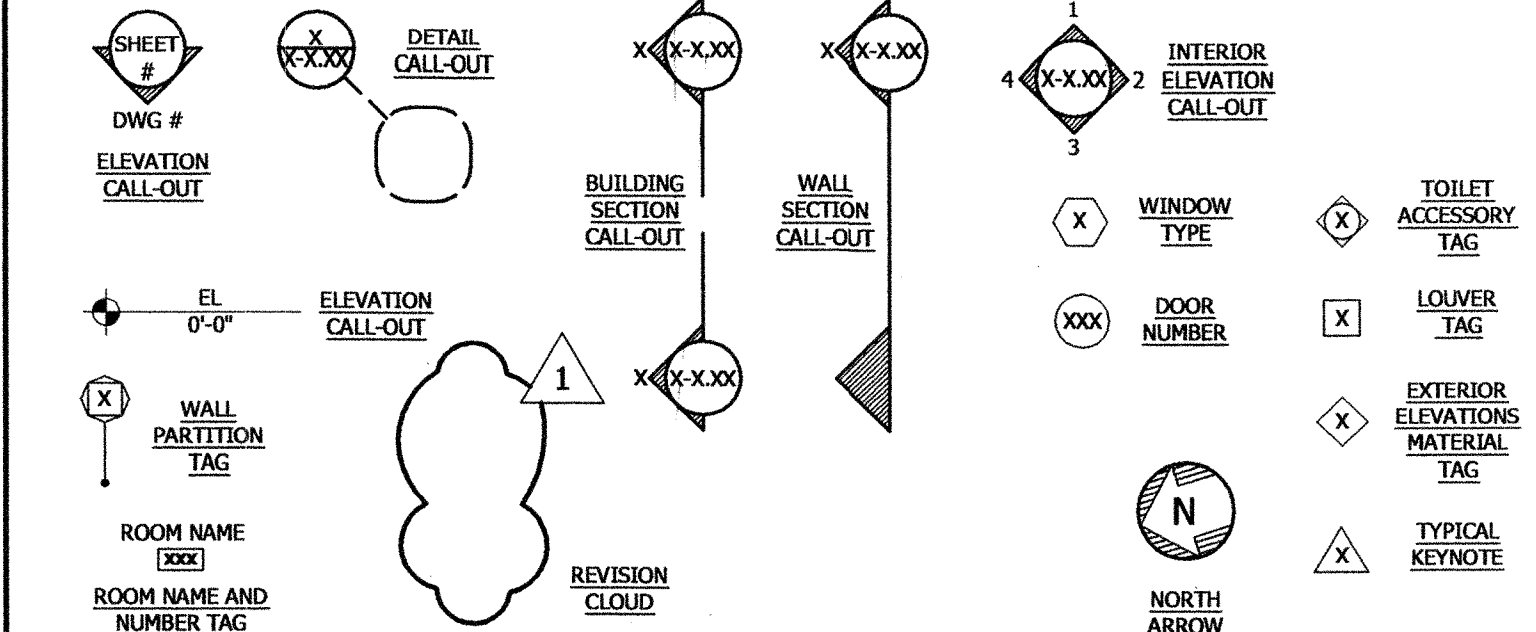 SHEET
#
DWG #
ELEVATION
CALL-OUT
X
X-X.XX
DETAIL
CALL-OUT
X
X-X.XX
BUILDING
SECTION
CALL-OUT
X
X-X.XX
X
X-X.XX
WALL
SECTION
CALL-OUT
1
4
X-X.XX
2
3
INTERIOR
ELEVATION
CALL-OUT
X
WINDOW
TYPE
X
TOILET
ACCESSORY
TAG
EL
0'-0"
ELEVATION
CALL-OUT
XXX
DOOR
NUMBER
X
LOUVER
TAG
X
WALL
PARTITION
TAG
1
REVISION
CLOUD
X
EXTERIOR
ELEVATIONS
MATERIAL
TAG
ROOM NAME
XXX
ROOM NAME AND
NUMBER TAG
N
NORTH
ARROW
X
TYPICAL
KEYNOTE